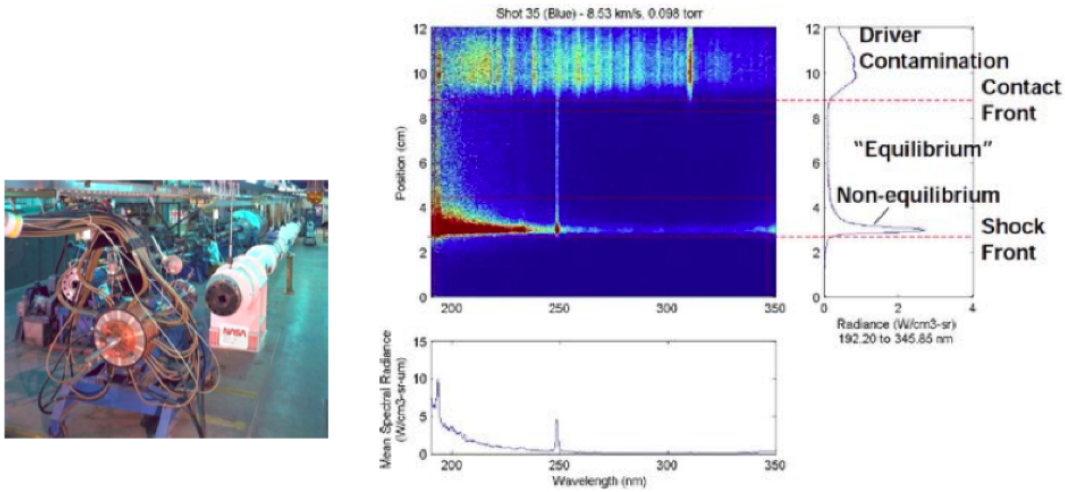 Shot 35 (Blue) - 8.53 km/s, 0.098 torr
12
10
8
6
4
2
0
Position (cm)
200
250
300
350
12
10
8
6
4
2
0
0
2
4
Radiance (W/cm3-sr)
192.20 to 345.85 nm
Driver
Contamination
Contact
Front
"Equilibrium"
Non-equilibrium
Shock
Front
NASA
15
10
5
0
Mean Spectral Radiance
(W/cm3-sr-um)
200
250
300
350
Wavelength (nm)